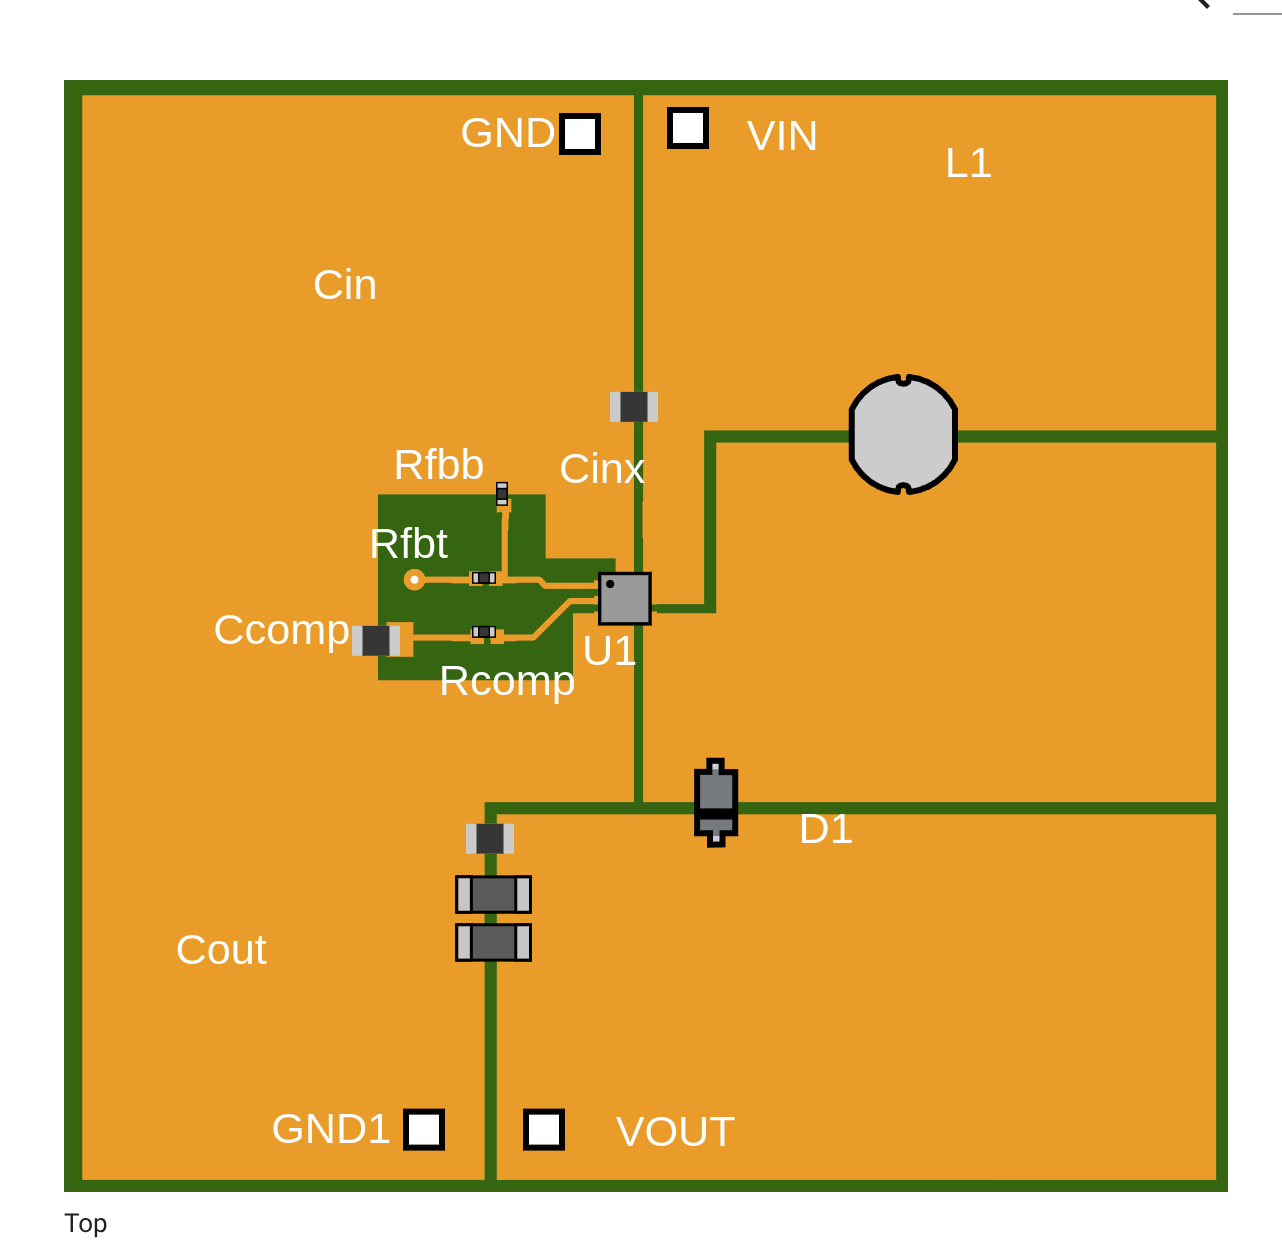 GND
VIN
L1
Cin
Rfbb
Cinx
Rfbt
Ccomp
U1
Rcomp
D1
Cout
GND1
VOUT
Top